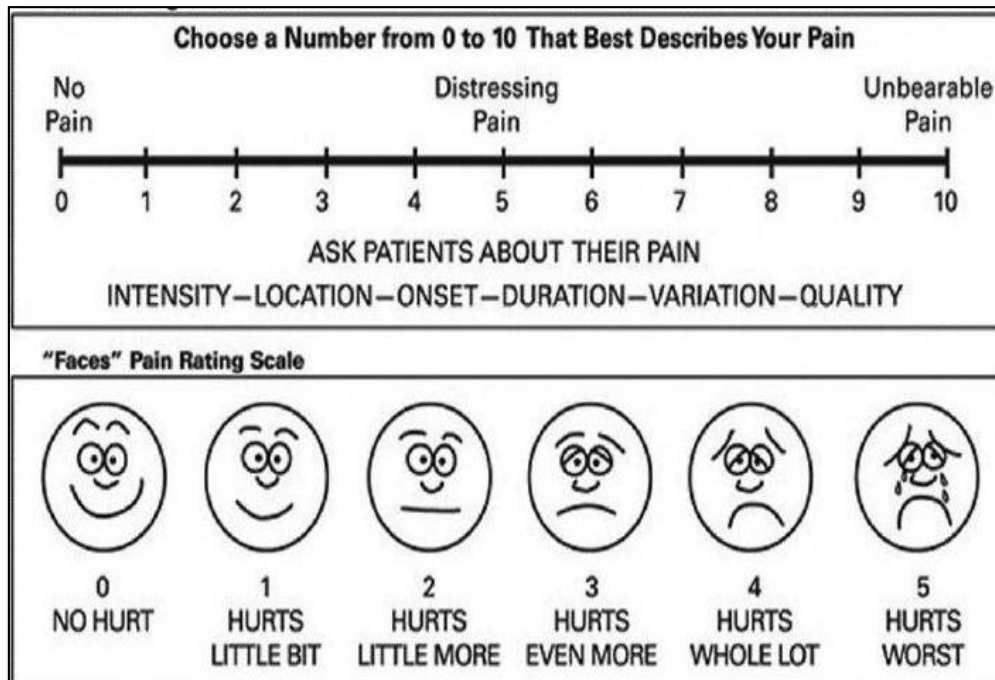 Choose a Number from 0 to 10 That Best Describes Your Pain
No Pain
Distressing Pain
Unbearable Pain
0 1 2 3 4 5 6 7 8 9 10
ASK PATIENTS ABOUT THEIR PAIN
INTENSITY–LOCATION–ONSET–DURATION–VARIATION–QUALITY
"Faces" Pain Rating Scale
0 1 2 3 4 5
NO HURT
HURTS LITTLE BIT
HURTS LITTLE MORE
HURTS EVEN MORE
HURTS WHOLE LOT
HURTS WORST